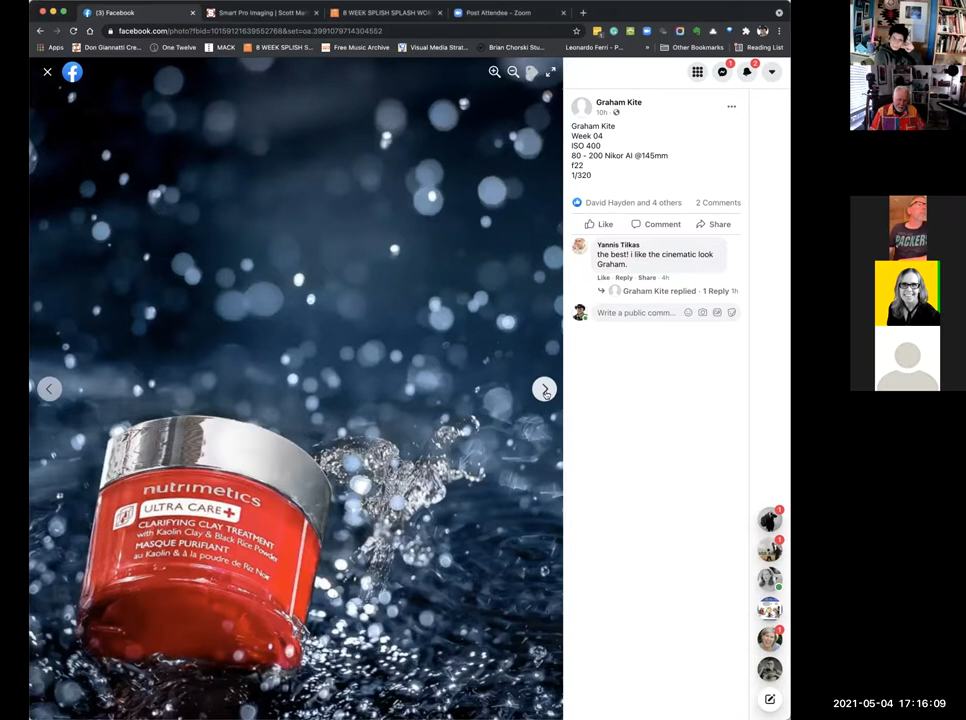 (3) Facebook
Smart Pro Imaging | Scott Mar
8 WEEK SPLISH SPLASH WOR
Post Attendee - Zoom
facebook.com/photo?fbid=10159121639552768&set=oa.3991079714304552
Apps
Don Giannatti Cre...
One Twelve
MACK
8 WEEK SPLISH S...
Free Music Archive
Visual Media Strat...
Brian Chorski Stu...
Leonardo Ferri - P...
»
Other Bookmarks
Reading List
1
2
Graham Kite
10h
Graham Kite
Week 04
ISO 400
80 - 200 Nikor AI @145mm
f22
1/320
David Hayden and 4 others
2 Comments
Like
Comment
Share
Yannis Tilkas
the best! i like the cinematic look
Graham.
Like · Reply · Share · 4h
Graham Kite replied · 1 Reply 1h
Write a public comm...
nutrimetics
ULTRA CARE+
CLARIFYING CLAY TREATMENT
with Kaolin Clay & Black Rice Powder
MASQUE PURIFIANT
au Kaolin & à la poudre de Riz Noir
PACKERS
1
1
1
2021-05-04 17:16:09